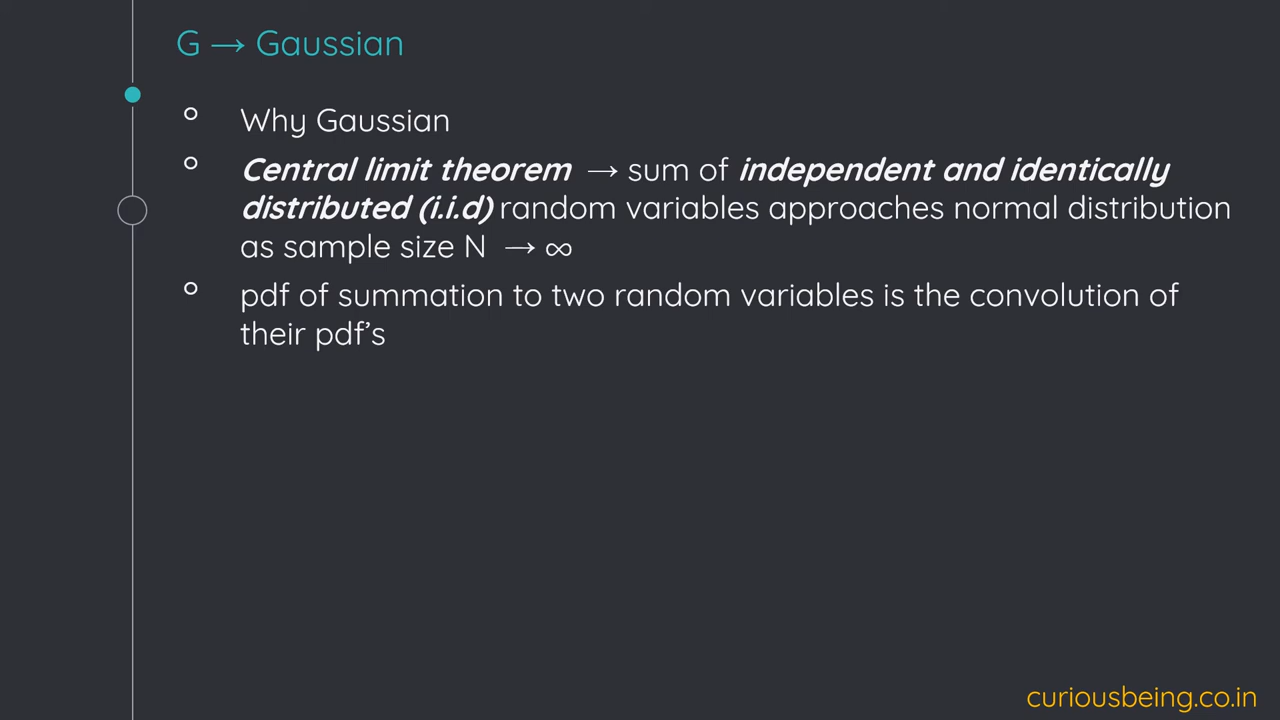 G → Gaussian
Why Gaussian
Central limit theorem → sum of independent and identically
distributed (i.i.d) random variables approaches normal distribution
as sample size N → ∞
pdf of summation to two random variables is the convolution of
their pdf’s
curiousbeing.co.in